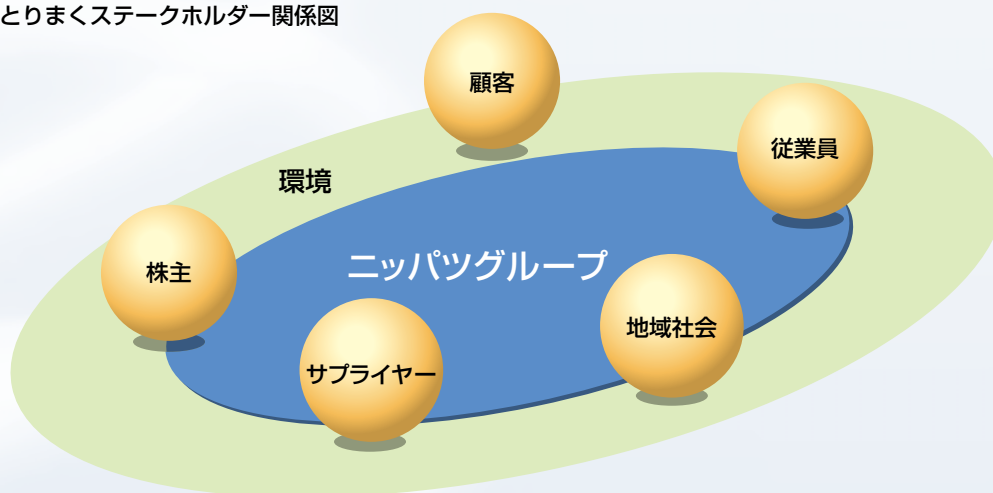 とりまくステークホルダー関係図
顧客
従業員
環境
ニッパツグループ
株主
地域社会
サプライヤー